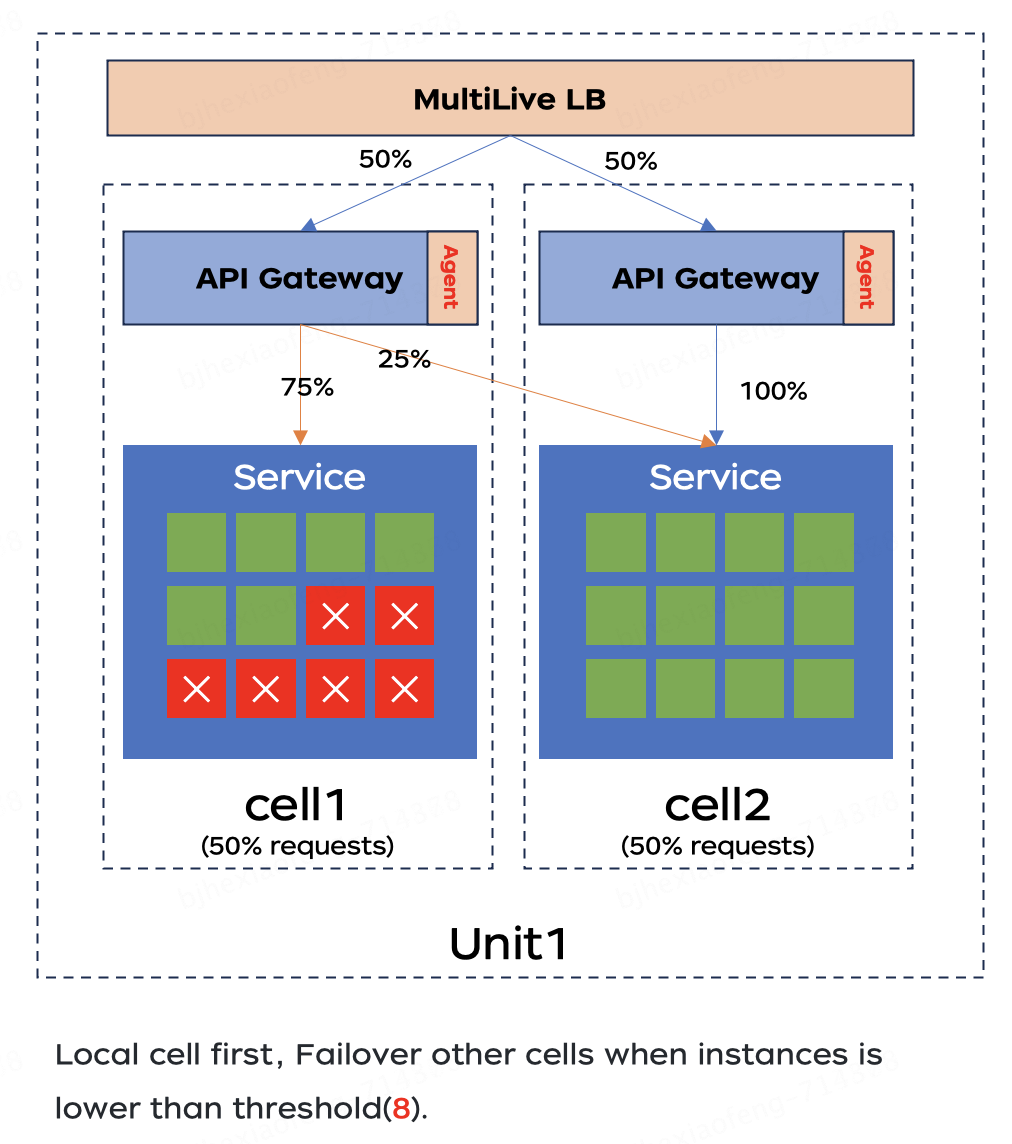 MultiLive LB
50%
50%
API Gateway
Agent
API Gateway
Agent
25%
75%
100%
Service
Service
cell1
(50% requests)
cell2
(50% requests)
Unit1
Local cell first, Failover other cells when instances is
lower than threshold(8).